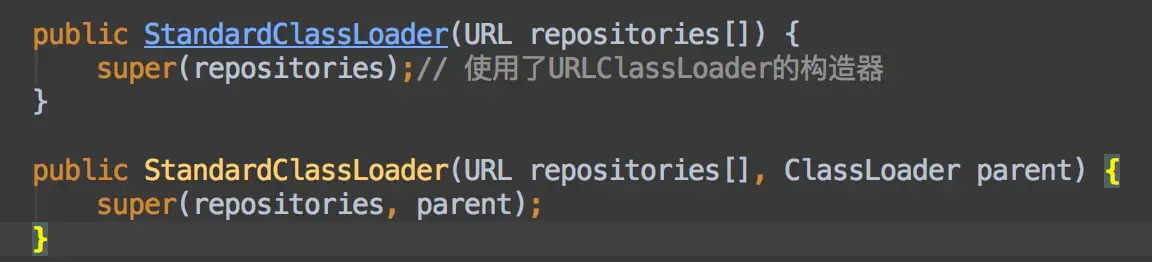 public StandardClassLoader(URL repositories[]) {
    super(repositories);// 使用了URLClassLoader的构造器
}
public StandardClassLoader(URL repositories[], ClassLoader parent) {
    super(repositories, parent);
}